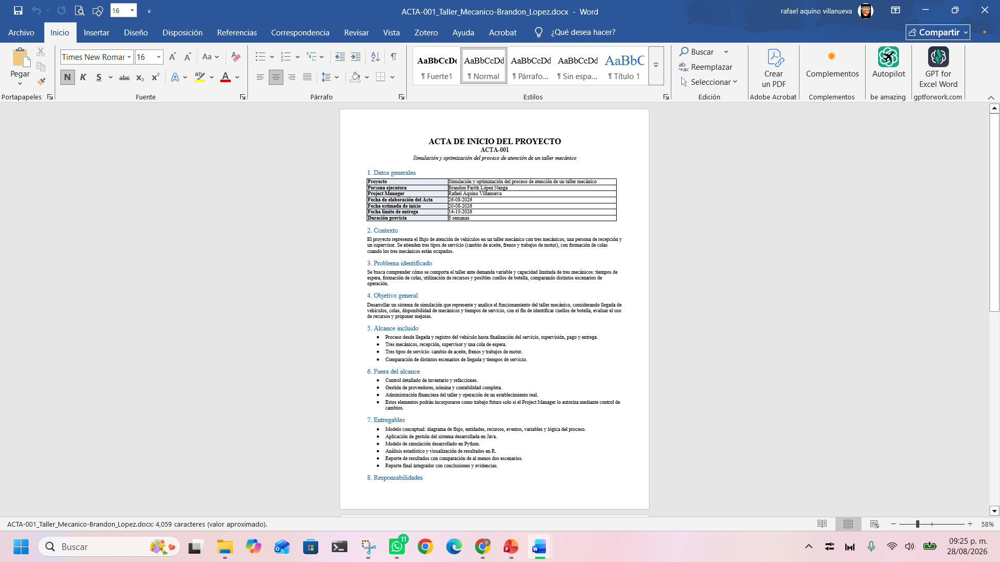 16
ACTA-001_Taller_Mecanico-Brandon_Lopez.docx - Word
rafael aquino villanueva
Archivo
Inicio
Insertar
Diseño
Disposición
Referencias
Correspondencia
Revisar
Vista
Zotero
Ayuda
Acrobat
¿Qué desea hacer?
Compartir
Pegar
Portapapeles
Times New Romar
16
Aa
N K S abc x₂ x² A ab A
Fuente
Párrafo
AaBbCcDc
¶ Fuerte1
AaBbCcDd
¶ Normal
AaBbCcDd
¶ Párrafo...
AaBbCcDd
¶ Sin espa...
AaBbC
¶ Título 1
Estilos
Buscar
Reemplazar
Seleccionar
Edición
Crear
un PDF
Adobe Acrobat
Complementos
Complementos
Autopilot
be amazing
GPT for
Excel Word
gptforwork.com
ACTA DE INICIO DEL PROYECTO
ACTA-001
Simulación y optimización del proceso de atención de un taller mecánico
1. Datos generales
Proyecto Simulación y optimización del proceso de atención de un taller mecánico
Persona ejecutora Brandon Farith López Nanga
Project Manager Rafael Aquino Villanueva
Fecha de elaboración del Acta 26-08-2026
Fecha estimada de inicio 20-08-2026
Fecha límite de entrega 14-10-2026
Duración prevista 8 semanas
2. Contexto
El proyecto representa el flujo de atención de vehículos en un taller mecánico con tres mecánicos, una persona de recepción y
un supervisor. Se atienden tres tipos de servicio (cambio de aceite, frenos y trabajos de motor), con formación de colas
cuando los tres mecánicos están ocupados.
3. Problema identificado
Se busca comprender cómo se comporta el taller ante demanda variable y capacidad limitada de tres mecánicos: tiempos de
espera, formación de colas, utilización de recursos y posibles cuellos de botella, comparando distintos escenarios de
operación.
4. Objetivo general
Desarrollar un sistema de simulación que represente y analice el funcionamiento del taller mecánico, considerando llegada de
vehículos, colas, disponibilidad de mecánicos y tiempos de servicio, con el fin de identificar cuellos de botella, evaluar el uso
de recursos y proponer mejoras.
5. Alcance incluido
• Proceso desde llegada y registro del vehículo hasta finalización del servicio, supervisión, pago y entrega.
• Tres mecánicos, recepción, supervisor y una cola de espera.
• Tres tipos de servicio: cambio de aceite, frenos y trabajos de motor.
• Comparación de distintos escenarios de llegada y tiempos de servicio.
6. Fuera del alcance
• Control detallado de inventario y refacciones.
• Gestión de proveedores, nómina y contabilidad completa.
• Administración financiera del taller y operación de un establecimiento real.
• Estos elementos podrán incorporarse como trabajo futuro solo si el Project Manager lo autoriza mediante control de
cambios.
7. Entregables
• Modelo conceptual: diagrama de flujo, entidades, recursos, eventos, variables y lógica del proceso.
• Aplicación de gestión del sistema desarrollada en Java.
• Modelo de simulación desarrollado en Python.
• Análisis estadístico y visualización de resultados en R.
• Reporte de resultados con comparación de al menos dos escenarios.
• Reporte final integrador con conclusiones y evidencias.
8. Responsabilidades
ACTA-001_Taller_Mecanico-Brandon_Lopez.docx: 4,059 caracteres (valor aproximado).
58%
Buscar
11
09:25 p. m.
28/08/2026